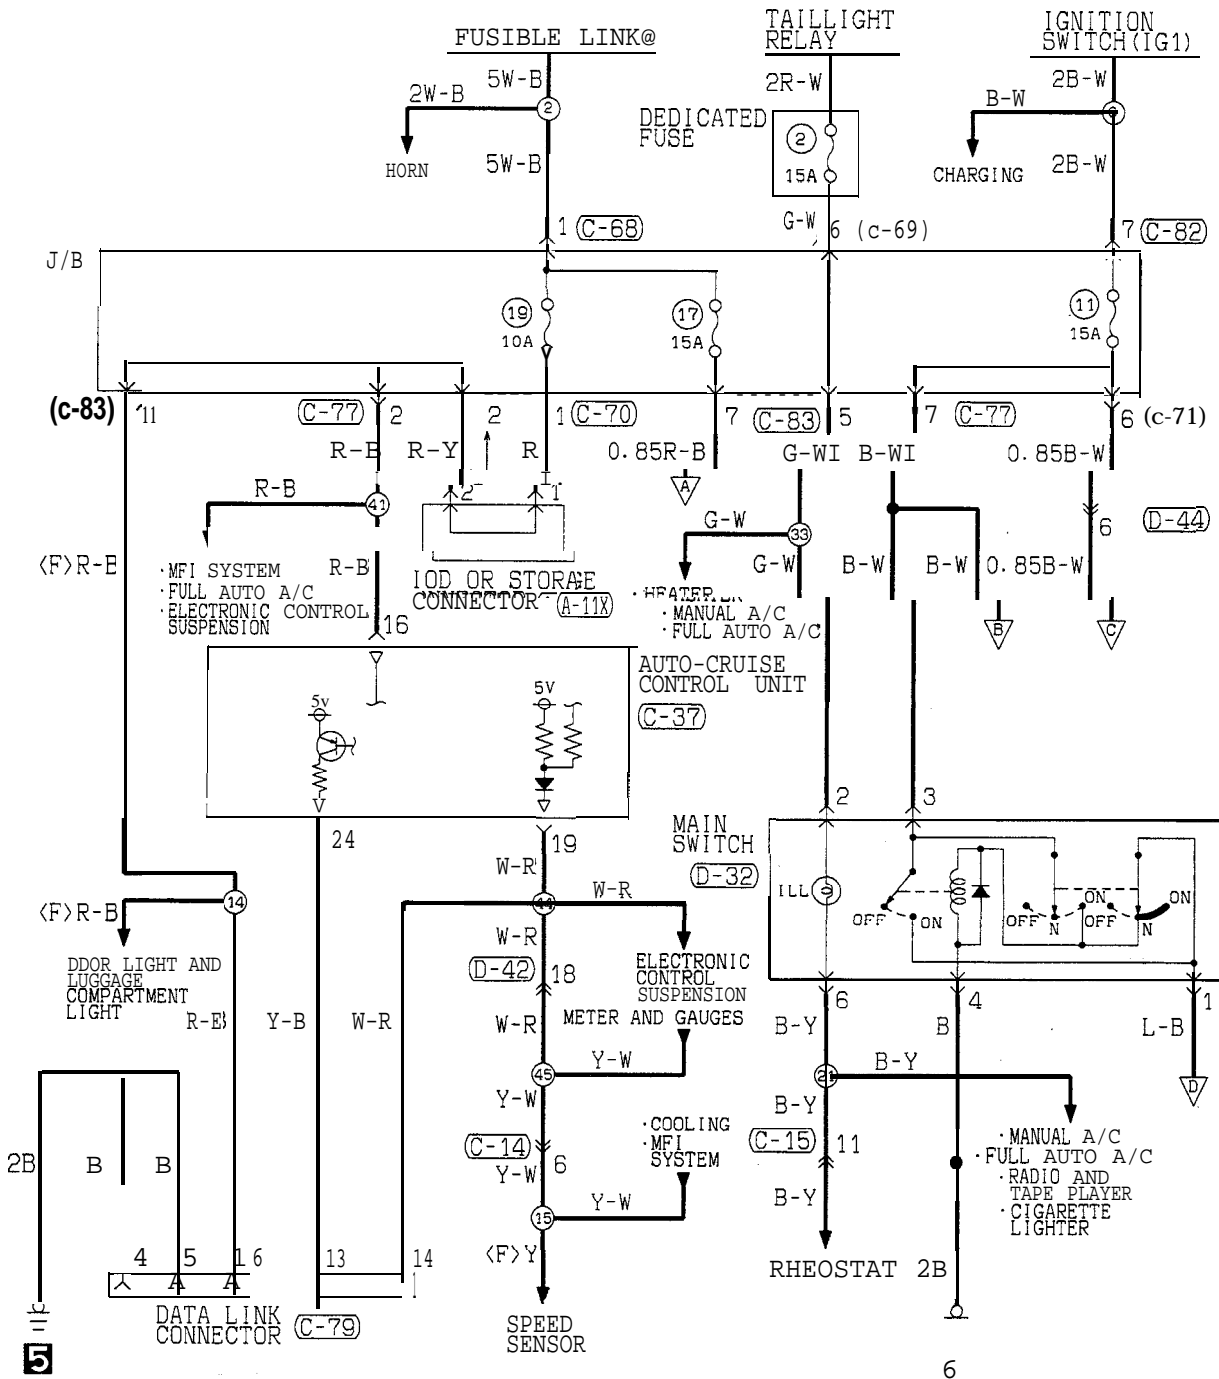 FUSIBLE LINK@
TAILLIGHT
RELAY
IGNITION
SWITCH(IG1)
5W-B
2R-W
2B-W
2W-B
2
B-W
DEDICATED
FUSE
2
15A
HORN
5W-B
CHARGING
2B-W
1 (C-68)
G-W
6 (c-69)
7 (C-82)
J/B
19
10A
17
15A
11
15A
(c-83)
11
(C-77) 2
2
1 (C-70)
7
(C-83) 5
7 (C-77)
6 (c-71)
R-B
R-Y
R
0.85R-B
G-WI
B-WI
0.85B-W
R-B
41
2
1
A
G-W
33
6
(D-44)
<F>R-B
·MFI SYSTEM
·FULL AUTO A/C
·ELECTRONIC CONTROL
SUSPENSION
R-B
IOD OR STORAGE
CONNECTOR (A-11X)
G-W
B-W
B-W
0.85B-W
·MANUAL A/C
·FULL AUTO A/C
B
C
16
AUTO-CRUISE
CONTROL UNIT
(C-37)
5v
5V
24
19
2
3
MAIN
SWITCH
(D-32)
ILL
OFF
ON
OFF
N
ON
OFF
N
ON
W-R
W-R
<F>R-B
14
44
W-R
DDOR LIGHT AND
LUGGAGE
COMPARTMENT
LIGHT
(D-42) 18
ELECTRONIC
CONTROL
SUSPENSION
6
4
1
R-B
Y-B
W-R
W-R
METER AND GAUGES
B-Y
B
L-B
45
Y-W
21
B-Y
D
Y-W
B-Y
2B
B
B
(C-14)
6
·COOLING
·MFI
SYSTEM
(C-15) 11
·MANUAL A/C
·FULL AUTO A/C
·RADIO AND
TAPE PLAYER
·CIGARETTE
LIGHTER
Y-W
B-Y
15
Y-W
<F>Y
4
5
16
13
14
RHEOSTAT
2B
DATA LINK
CONNECTOR (C-79)
SPEED
SENSOR
5
6